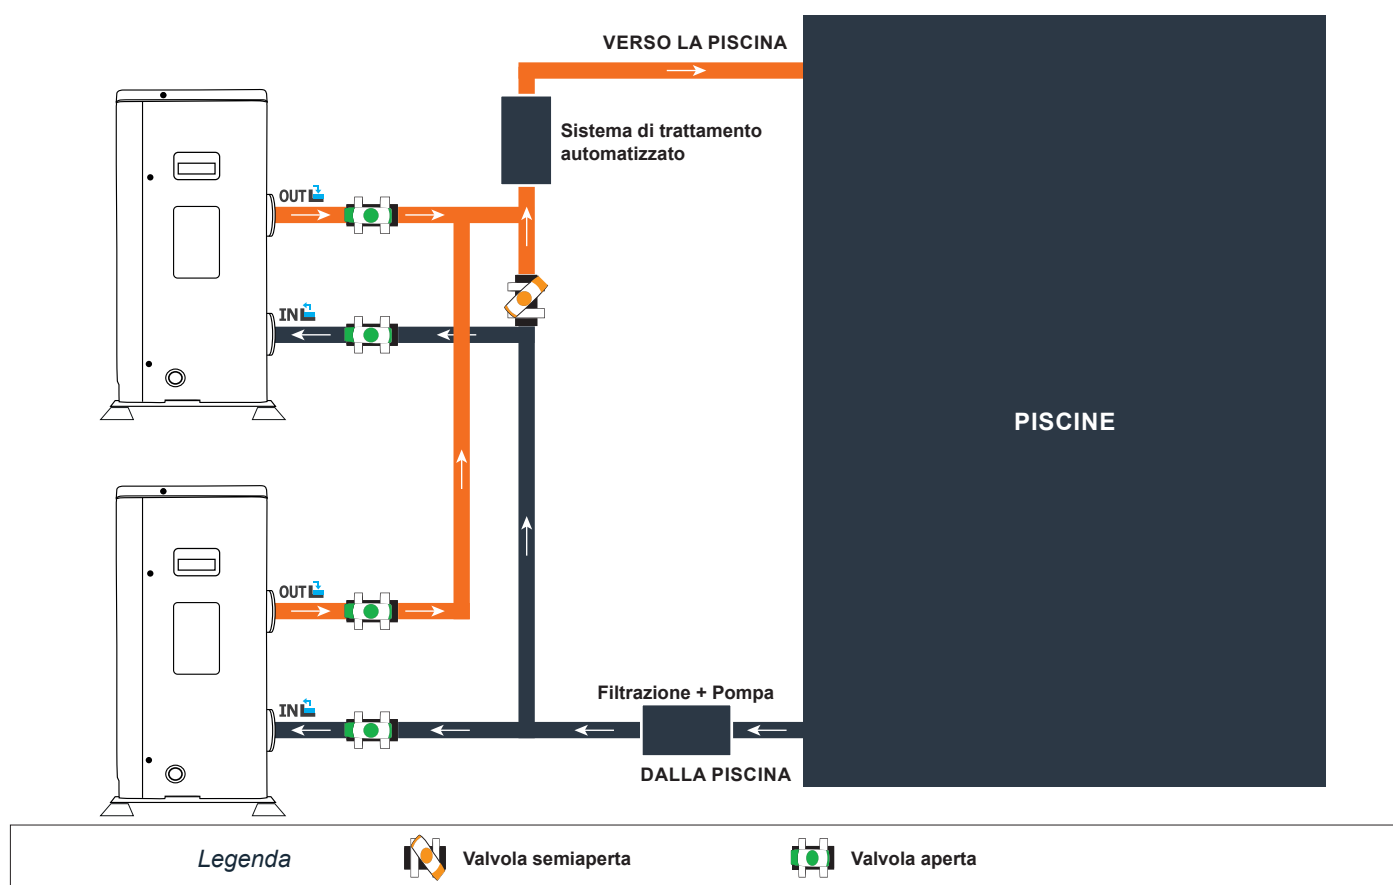 VERSO LA PISCINA
Sistema di trattamento
automatizzato
OUT
IN
PISCINE
OUT
IN
Filtrazione + Pompa
DALLA PISCINA
Legenda
Valvola semiaperta
Valvola aperta